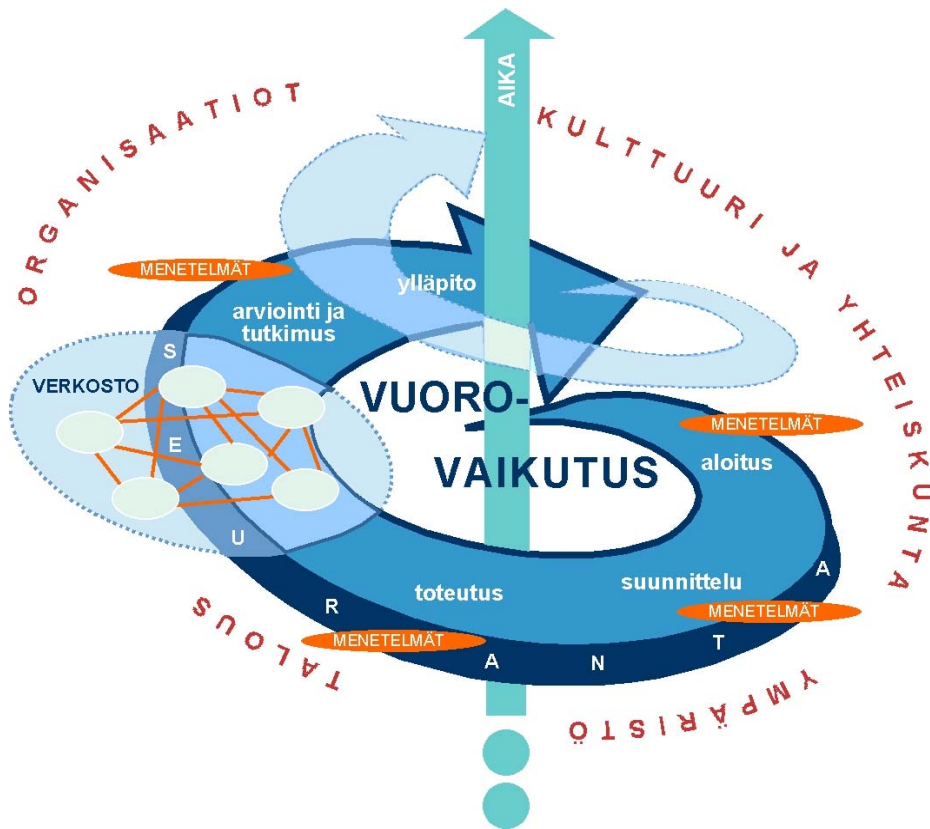 AIKA
ORGANISAATIOT
KULTTUURI JA YHTEISKUNTA
MENETELMÄT
ylläpito
arviointi ja
tutkimus
VERKOSTO
VUORO-
VAIKUTUS
MENETELMÄT
aloitus
suunnittelu
toteutus
MENETELMÄT
MENETELMÄT
SEURANTA
TALOUS
YMPÄRISTÖ